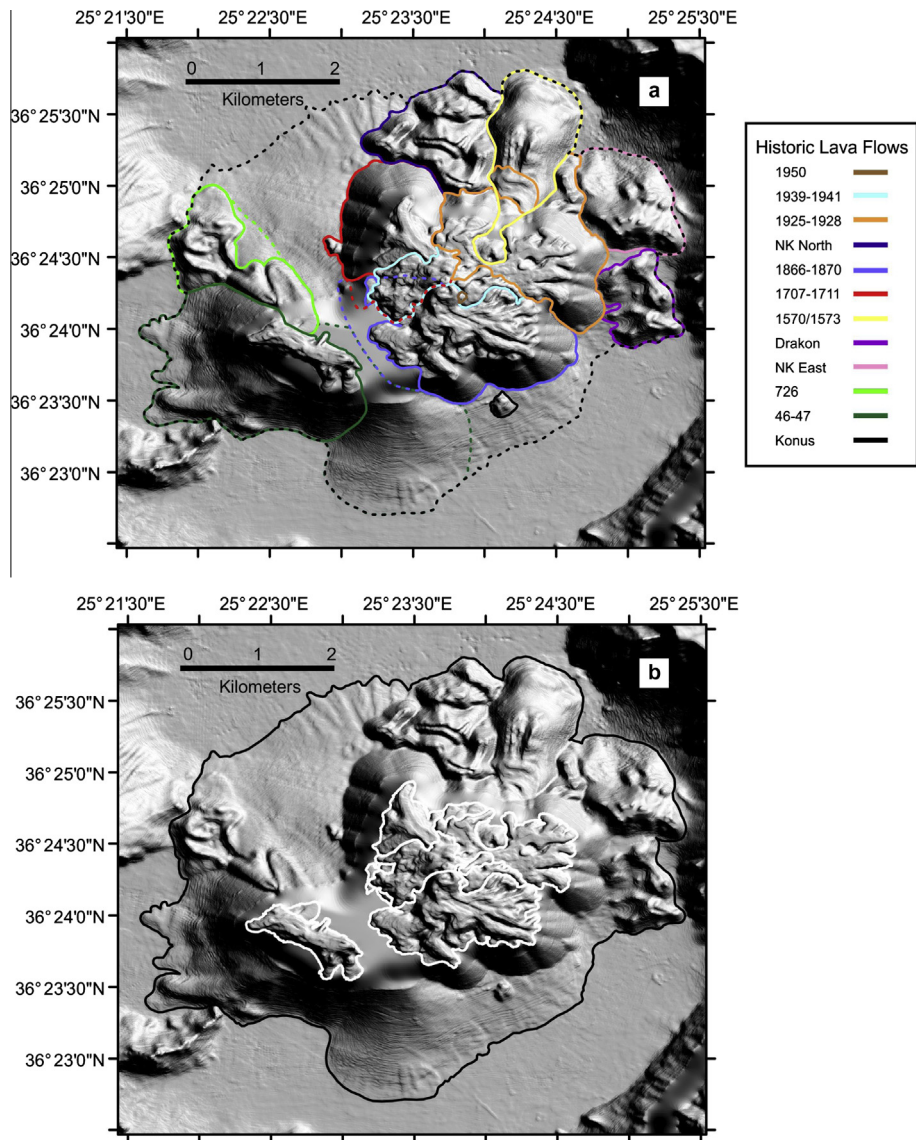 25°21'30"E 25°22'30"E 25°23'30"E 25°24'30"E 25°25'30"E
0 1 2
Kilometers
a
36°25'30"N
36°25'0"N
36°24'30"N
36°24'0"N
36°23'30"N
36°23'0"N
Historic Lava Flows
1950
1939-1941
1925-1928
NK North
1866-1870
1707-1711
1570/1573
Drakon
NK East
726
46-47
Konus
25°21'30"E 25°22'30"E 25°23'30"E 25°24'30"E 25°25'30"E
0 1 2
Kilometers
b
36°25'30"N
36°25'0"N
36°24'30"N
36°24'0"N
36°23'30"N
36°23'0"N